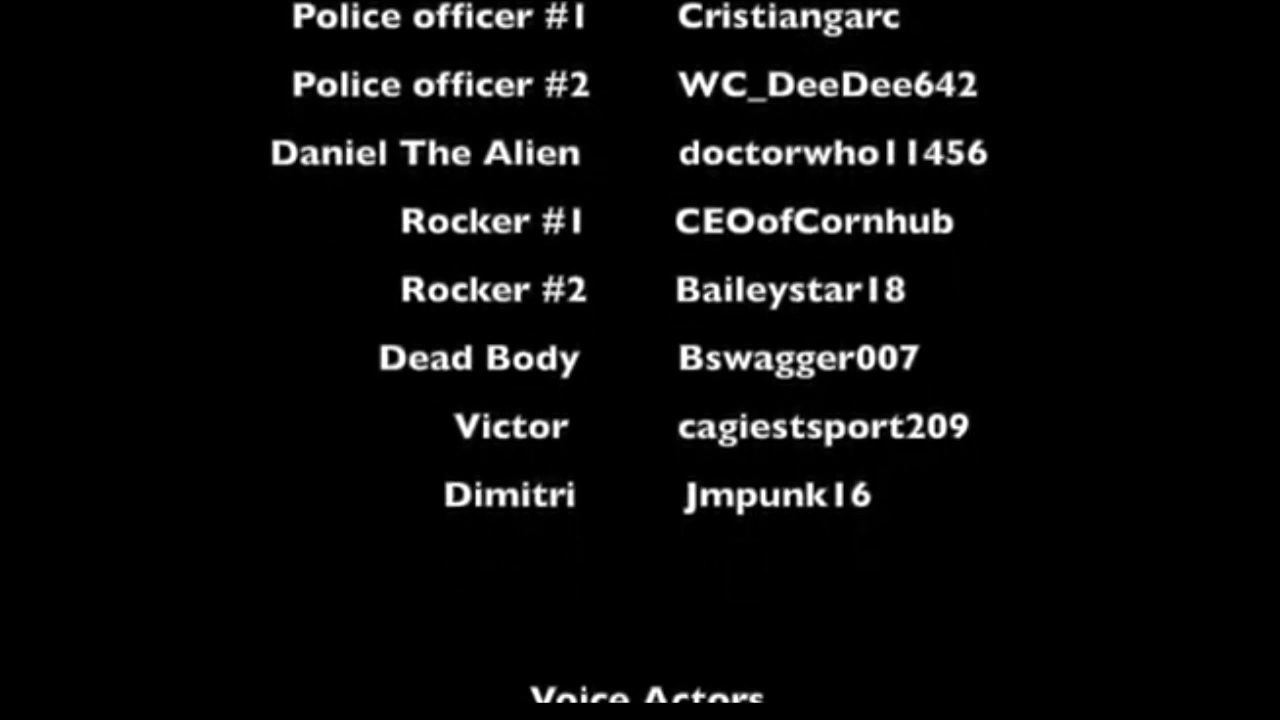 Police officer #1 Cristiangarc
Police officer #2 WC_DeeDee642
Daniel The Alien doctorwho11456
Rocker #1 CEOofCornhub
Rocker #2 Baileystar18
Dead Body Bswagger007
Victor cagiestsport209
Dimitri Jmpunk16
Voice Actors